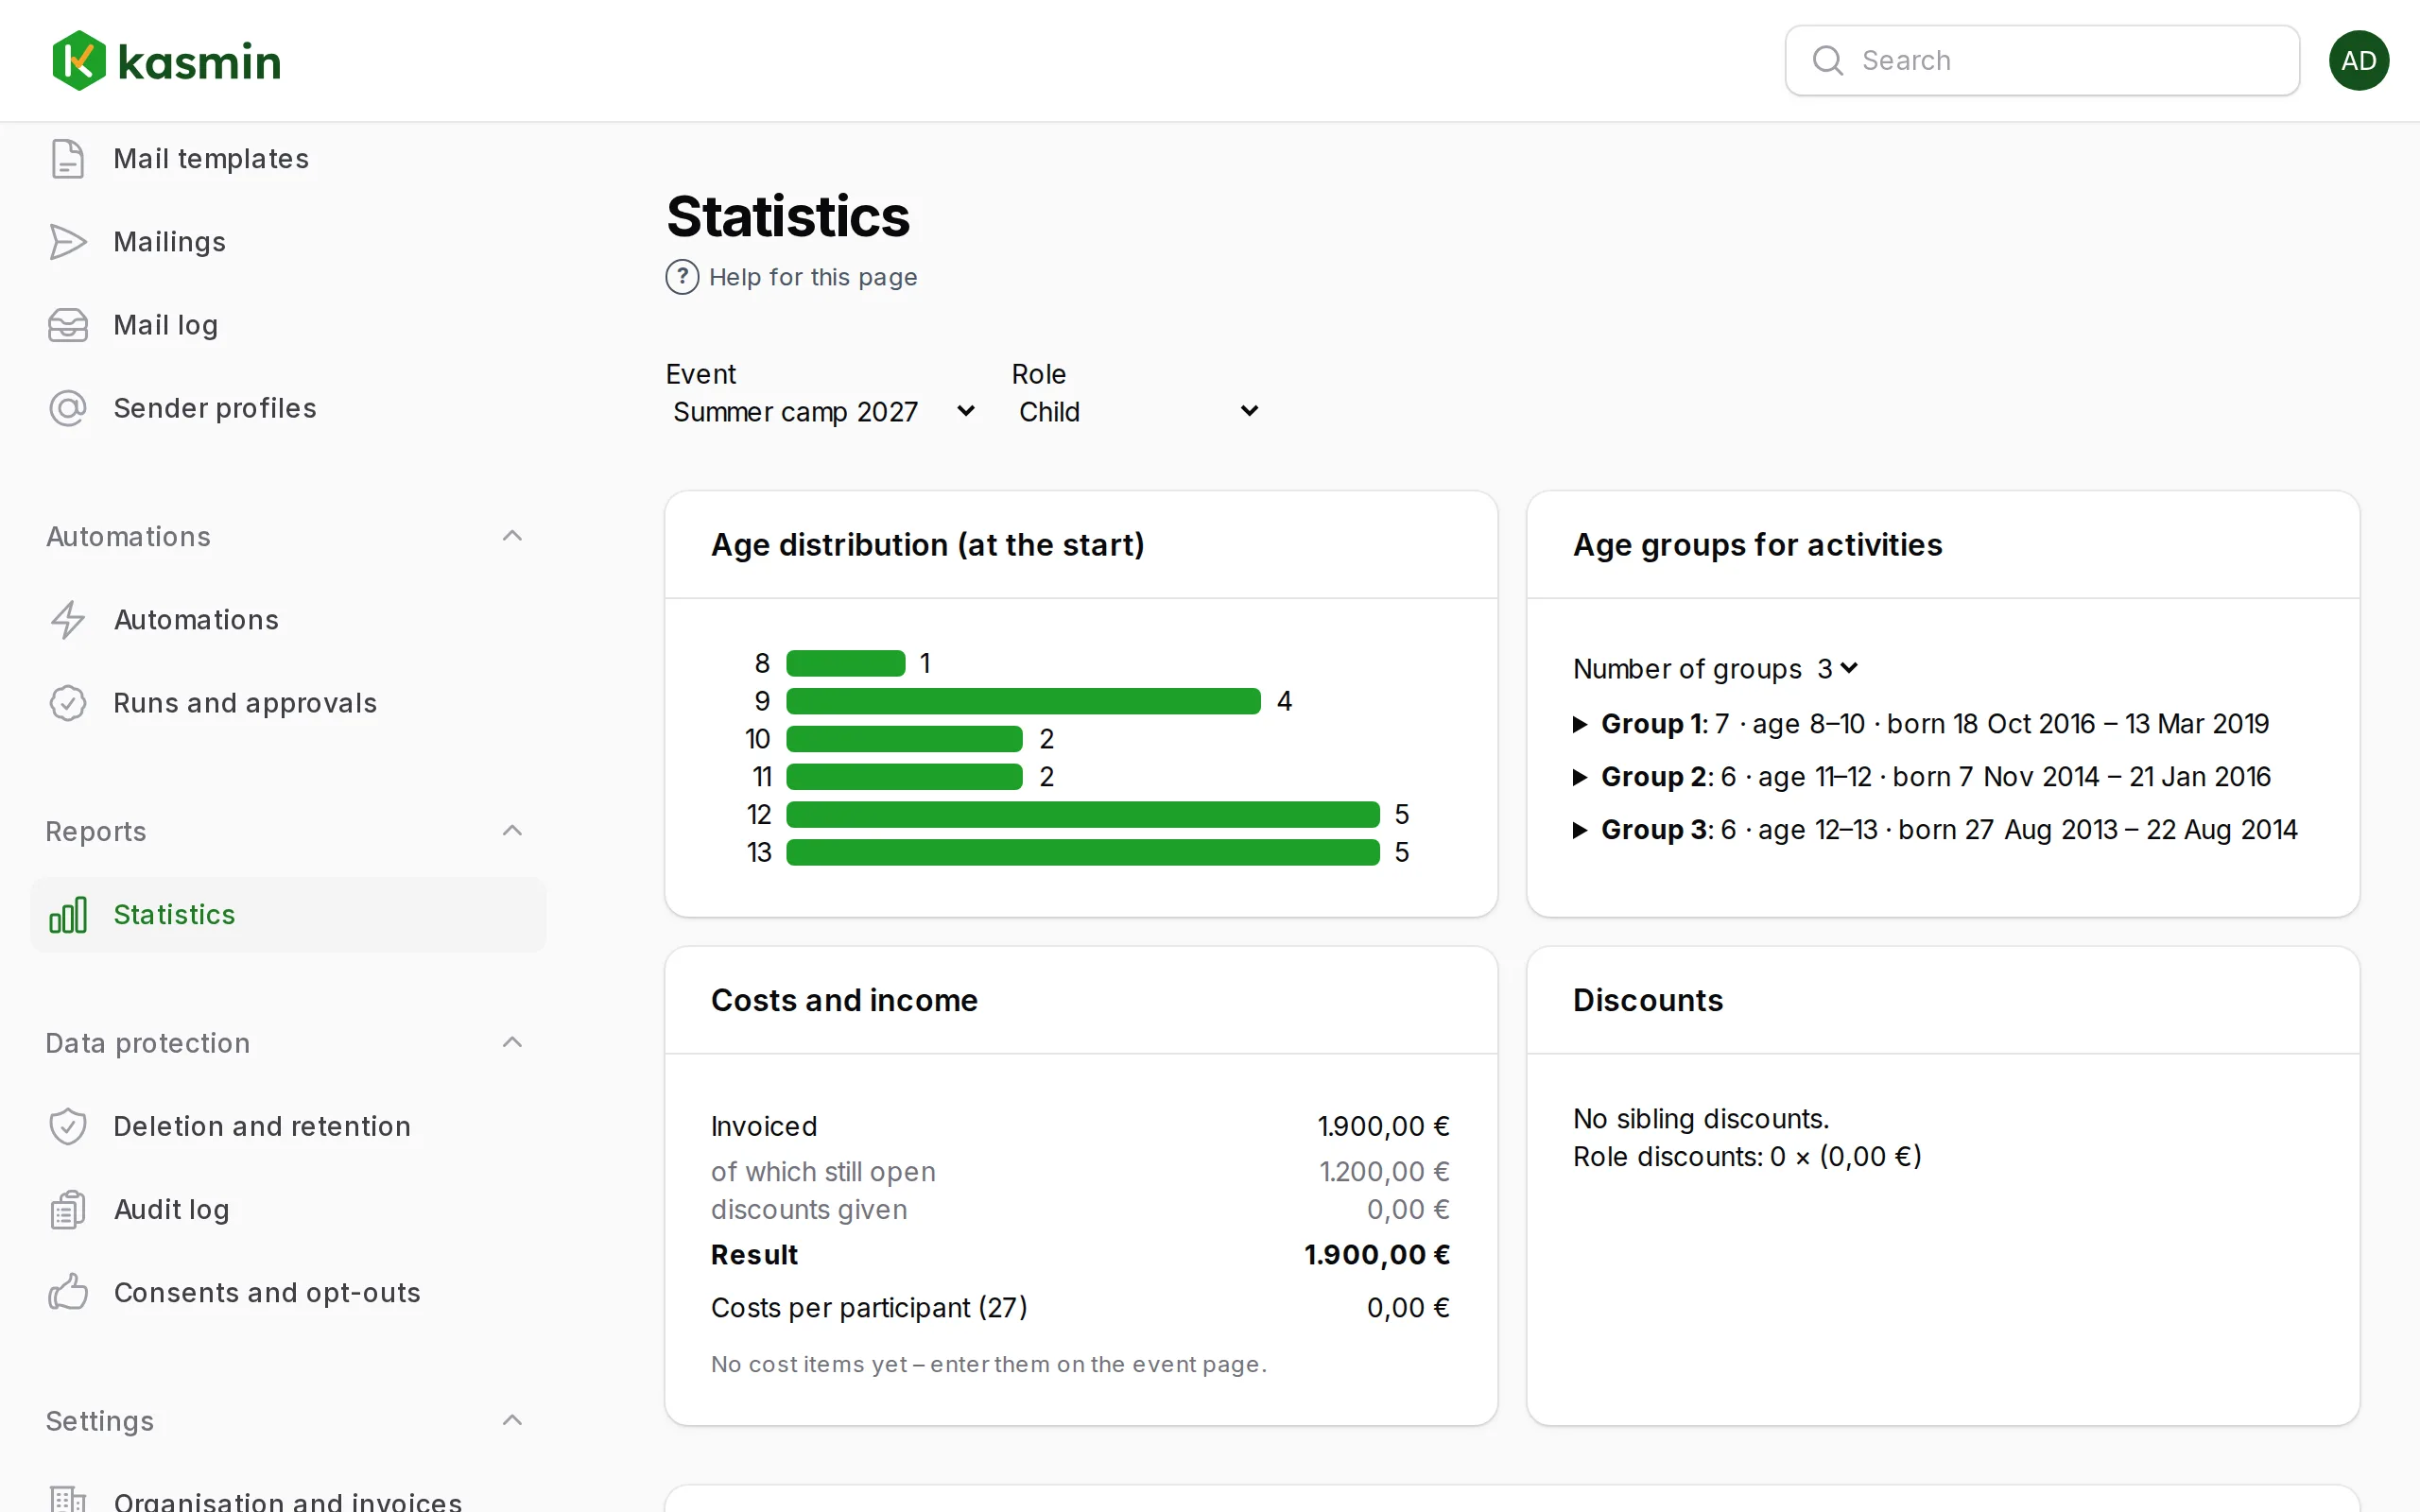 kasmin
Search
AD
Mail templates
Mailings
Mail log
Sender profiles
Automations
Automations
Runs and approvals
Reports
Statistics
Data protection
Deletion and retention
Audit log
Consents and opt-outs
Settings
Organisation and invoices
Statistics
? Help for this page
Event Role
Summer camp 2027 Child
Age distribution (at the start)
8 1
9 4
10 2
11 2
12 5
13 5
Age groups for activities
Number of groups 3
Group 1: 7 · age 8–10 · born 18 Oct 2016 – 13 Mar 2019
Group 2: 6 · age 11–12 · born 7 Nov 2014 – 21 Jan 2016
Group 3: 6 · age 12–13 · born 27 Aug 2013 – 22 Aug 2014
Costs and income
Invoiced 1.900,00 €
of which still open 1.200,00 €
discounts given 0,00 €
Result 1.900,00 €
Costs per participant (27) 0,00 €
No cost items yet – enter them on the event page.
Discounts
No sibling discounts.
Role discounts: 0 × (0,00 €)